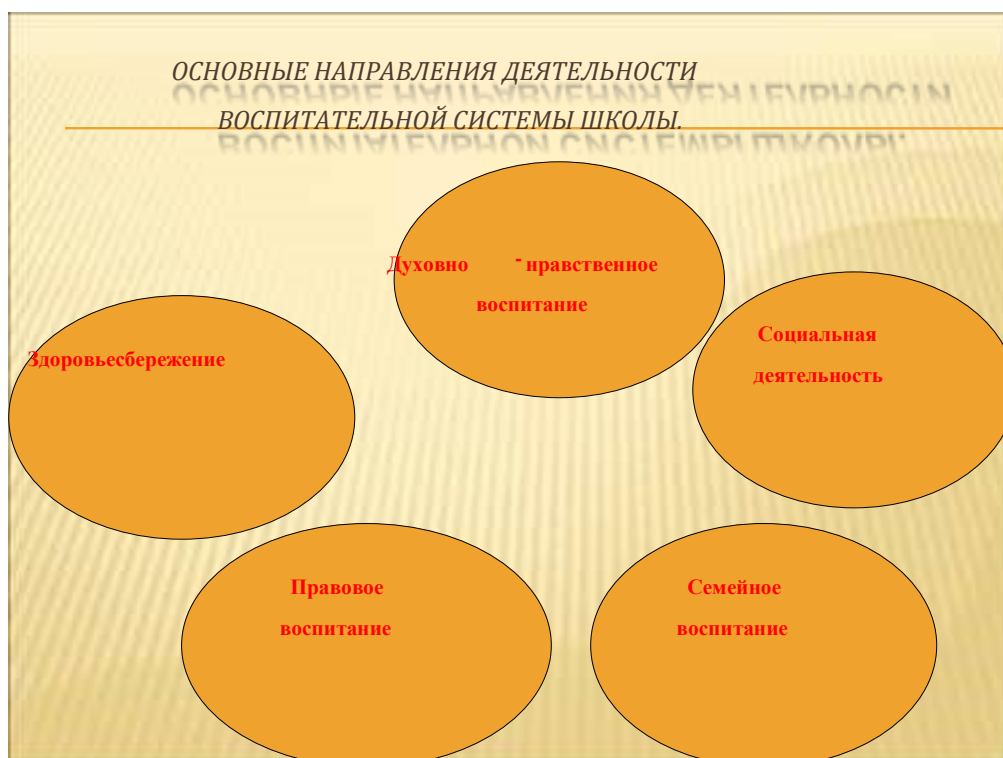 ОСНОВНЫЕ НАПРАВЛЕНИЯ ДЕЯТЕЛЬНОСТИ
ВОСПИТАТЕЛЬНОЙ СИСТЕМЫ ШКОЛЫ.
Духовно - нравственное
воспитание
Социальная
деятельность
Здоровьесбережение
Правовое
воспитание
Семейное
воспитание